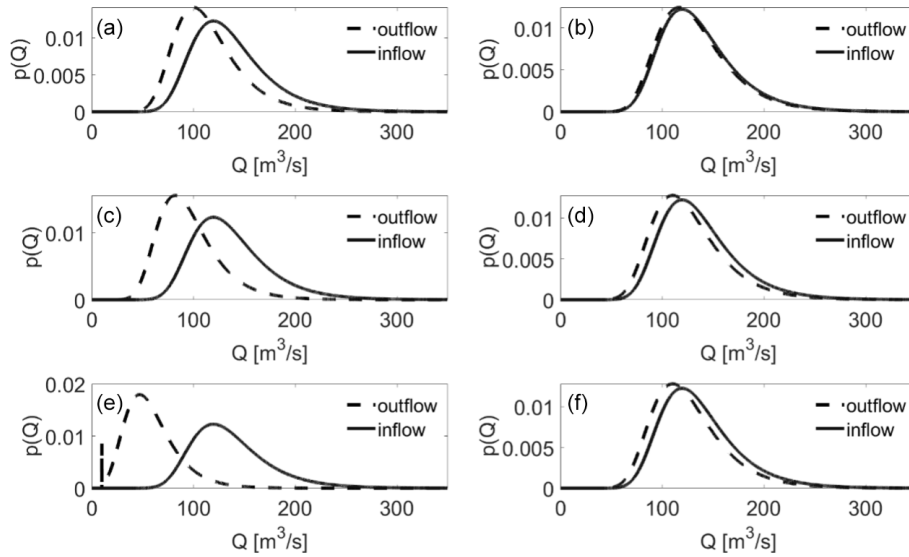 (a)
outflow
inflow
p(Q)
0.01
0.005
0
0 100 200 300
Q [m³/s]
(b)
outflow
inflow
p(Q)
0.01
0.005
0
0 100 200 300
Q [m³/s]
(c)
outflow
inflow
p(Q)
0.01
0
0 100 200 300
Q [m³/s]
(d)
outflow
inflow
p(Q)
0.01
0.005
0
0 100 200 300
Q [m³/s]
(e)
outflow
inflow
p(Q)
0.02
0.01
0
0 100 200 300
Q [m³/s]
(f)
outflow
inflow
p(Q)
0.01
0.005
0
0 100 200 300
Q [m³/s]